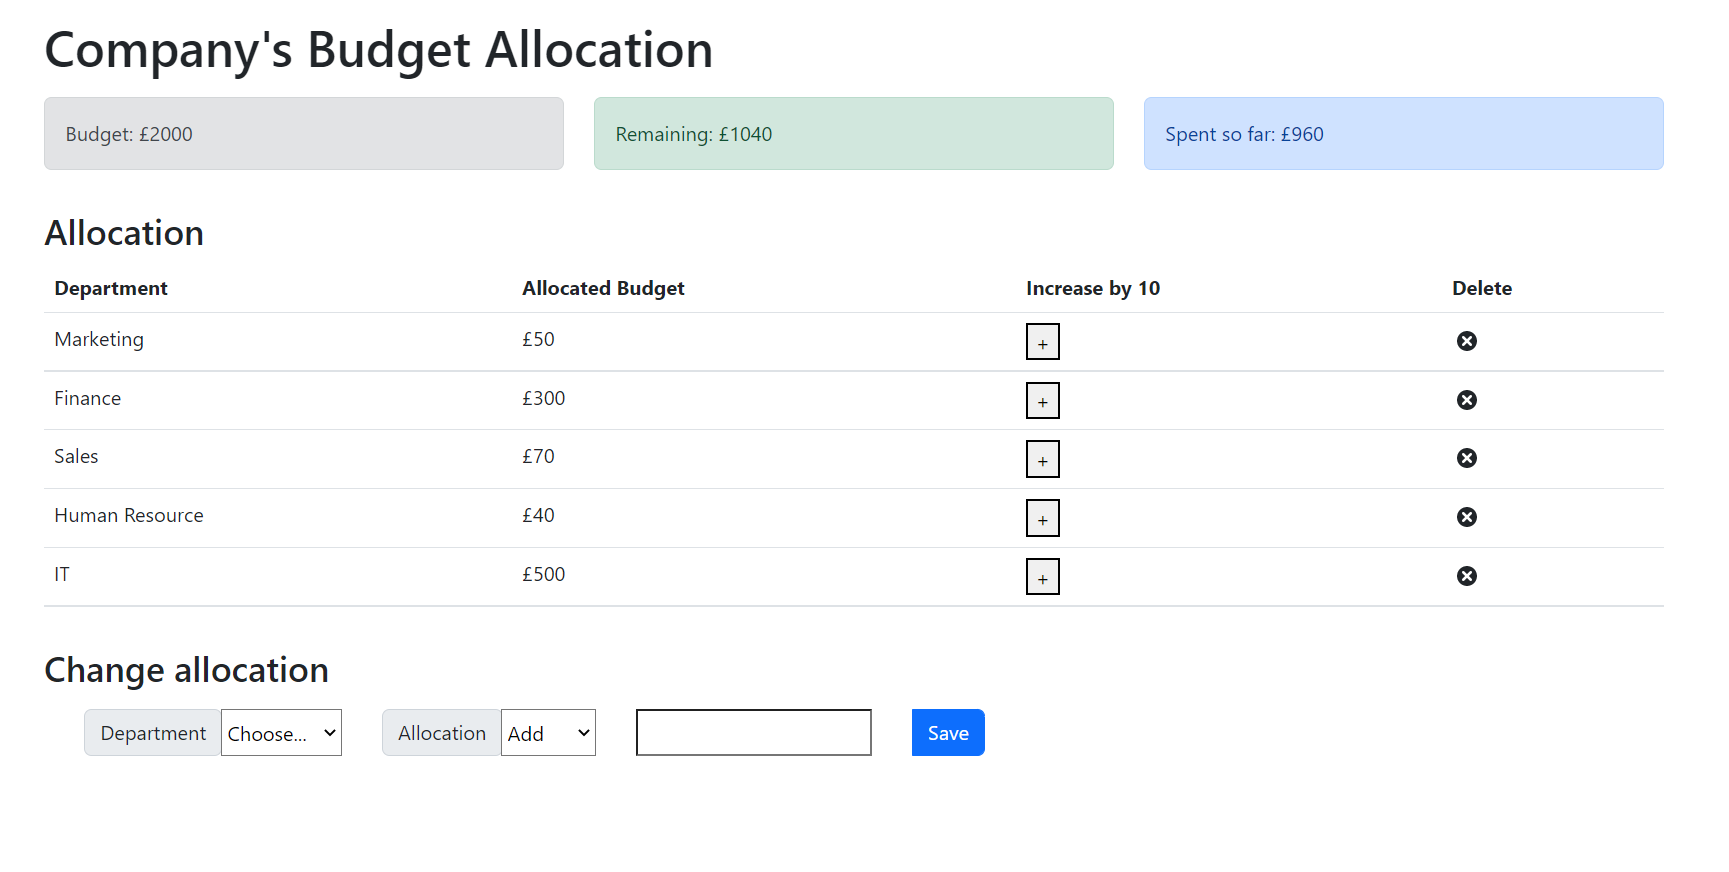 Company's Budget Allocation
Budget: £2000 Remaining: £1040 Spent so far: £960
Allocation
Department Allocated Budget Increase by 10 Delete
Marketing £50 +
Finance £300 +
Sales £70 +
Human Resource £40 +
IT £500 +
Change allocation
Department Choose... Allocation Add Save